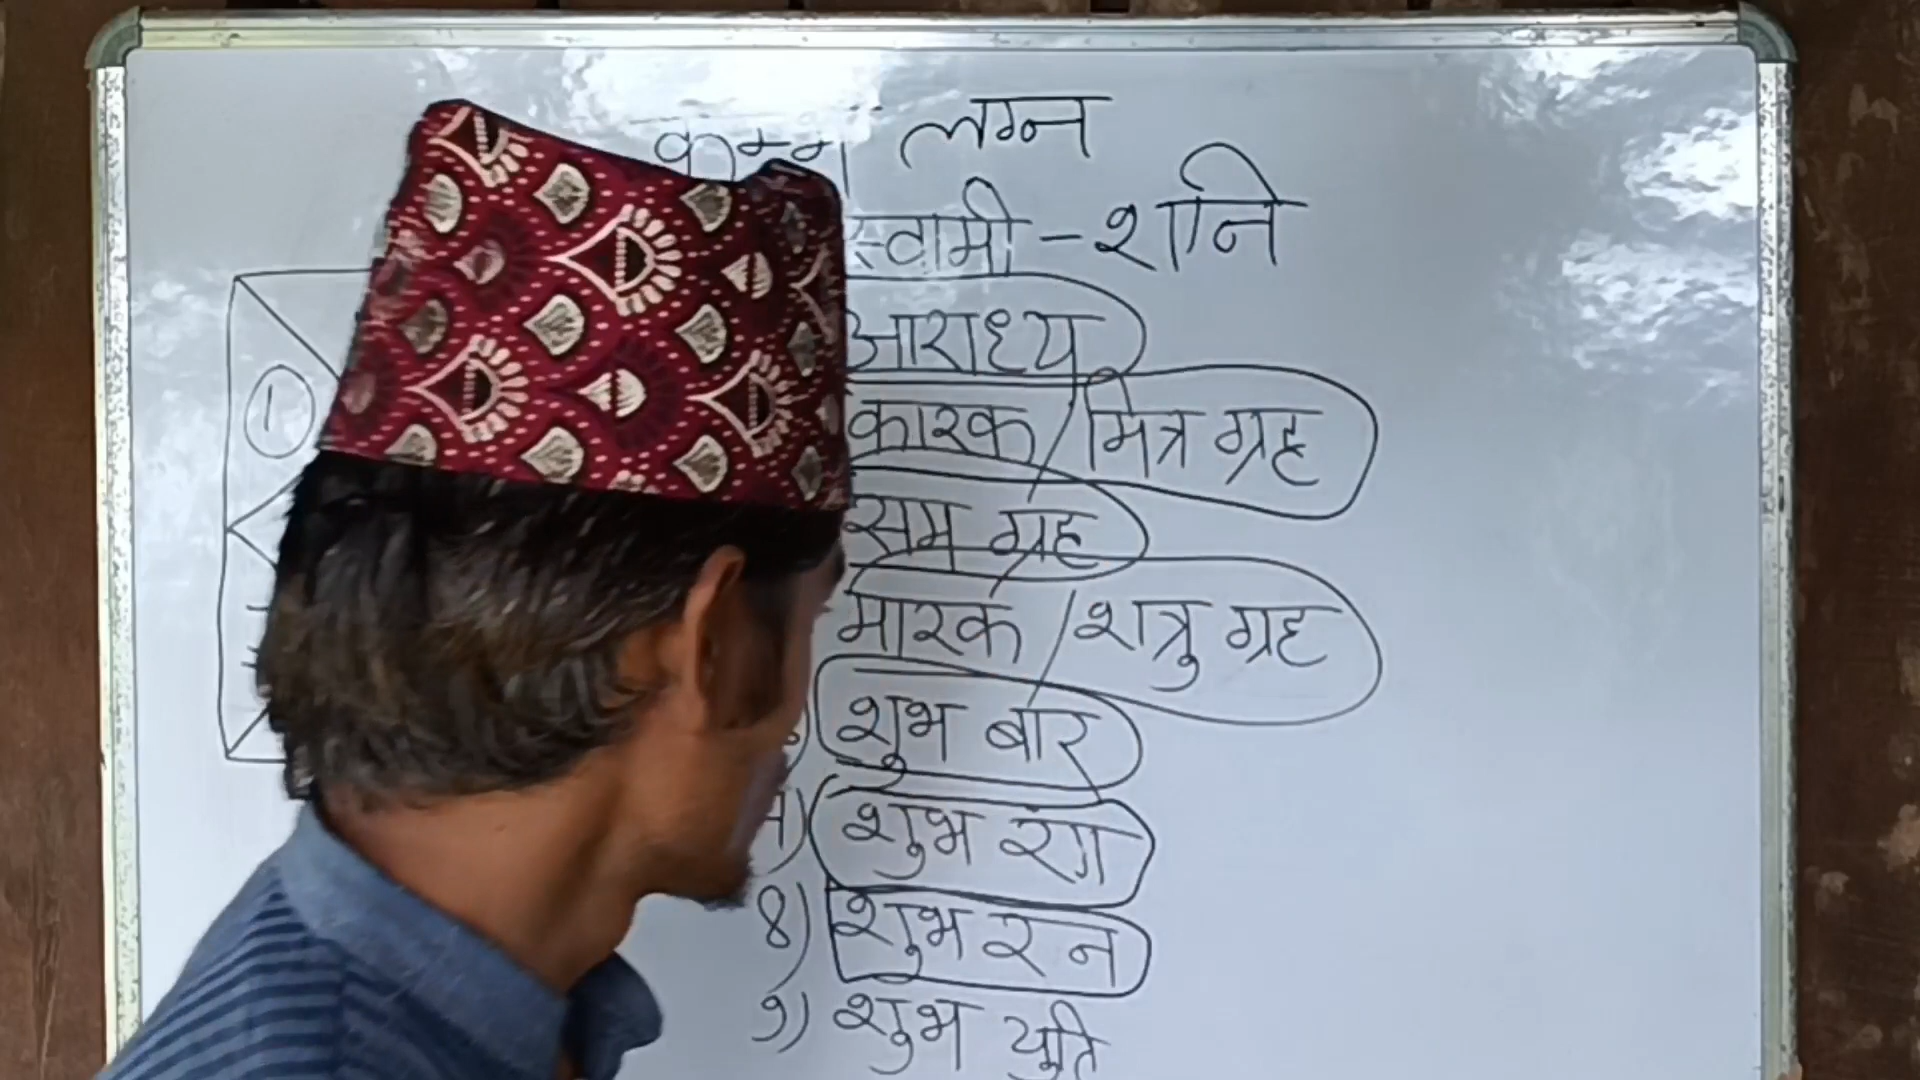 कुम्भ लग्न
स्वामी - शनि
आराध्य
1
कारक / मित्र ग्रह
सम ग्रह
मारक / शत्रु ग्रह
शुभ बार
शुभ रंग
8) शुभ रत्न
9) शुभ युति